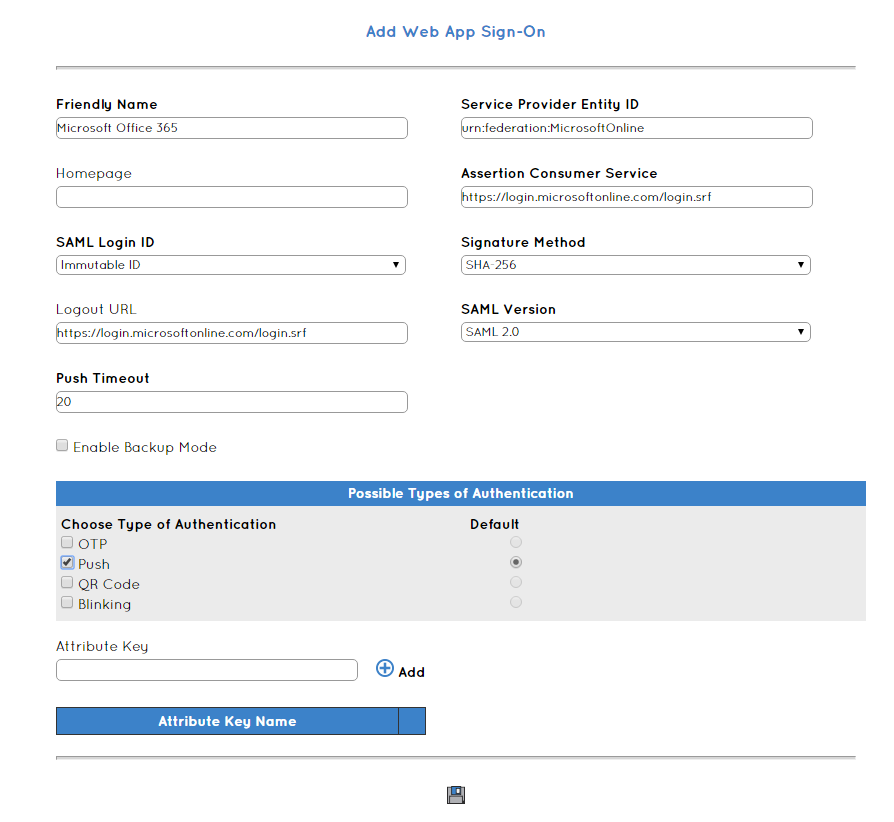 Add Web App Sign-On
Friendly Name
Microsoft Office 365
Service Provider Entity ID
urn:federation:MicrosoftOnline
Homepage
Assertion Consumer Service
https://login.microsoftonline.com/login.srf
SAML Login ID
Immutable ID
Signature Method
SHA-256
Logout URL
https://login.microsoftonline.com/login.srf
SAML Version
SAML 2.0
Push Timeout
20
Enable Backup Mode
Possible Types of Authentication
Choose Type of Authentication
Default
OTP
Push
QR Code
Blinking
Attribute Key
Add
Attribute Key Name